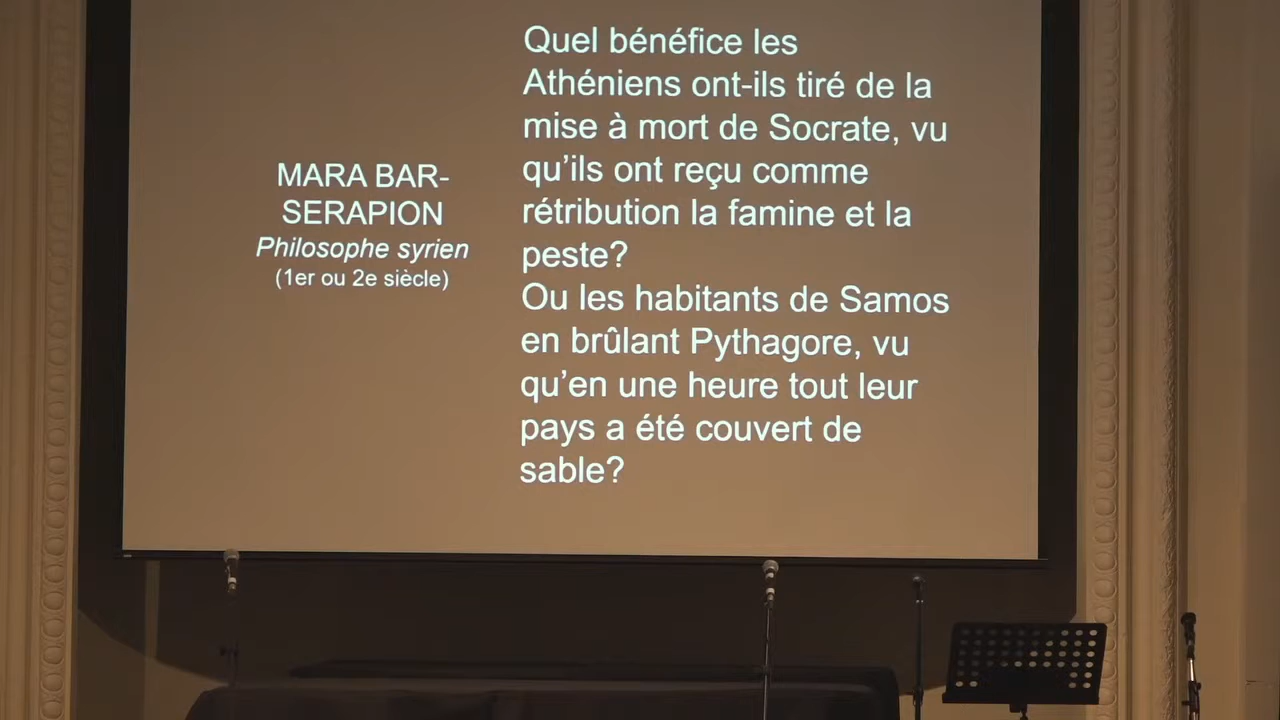 MARA BAR-
SERAPION
Philosophe syrien
(1er ou 2e siècle)
Quel bénéfice les
Athéniens ont-ils tiré de la
mise à mort de Socrate, vu
qu’ils ont reçu comme
rétribution la famine et la
peste?
Ou les habitants de Samos
en brûlant Pythagore, vu
qu’en une heure tout leur
pays a été couvert de
sable?